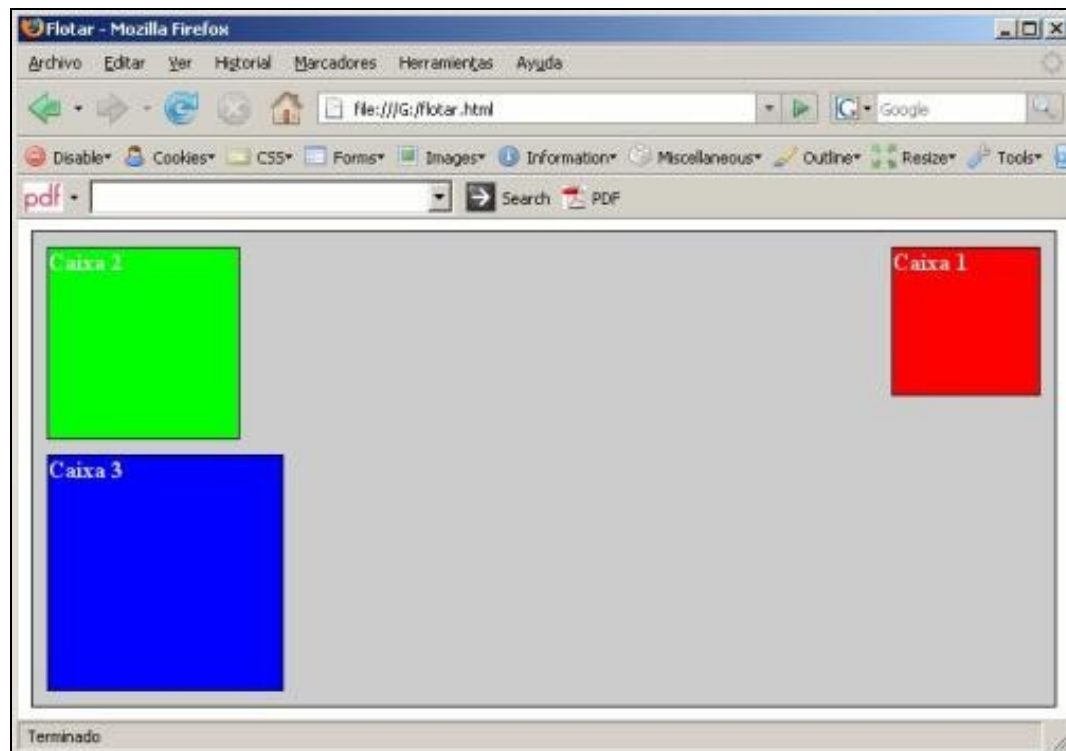 Flotar - Mozilla Firefox
Archivo Editar Ver Historial Marcadores Herramientas Ayuda
file:///G:/flotar.html
G Google
Disable Cookies CSS Forms Images Information Miscellaneous Outline Resize Tools
pdf Search PDF
Caixa 2 Caixa 1
Caixa 3
Terminado